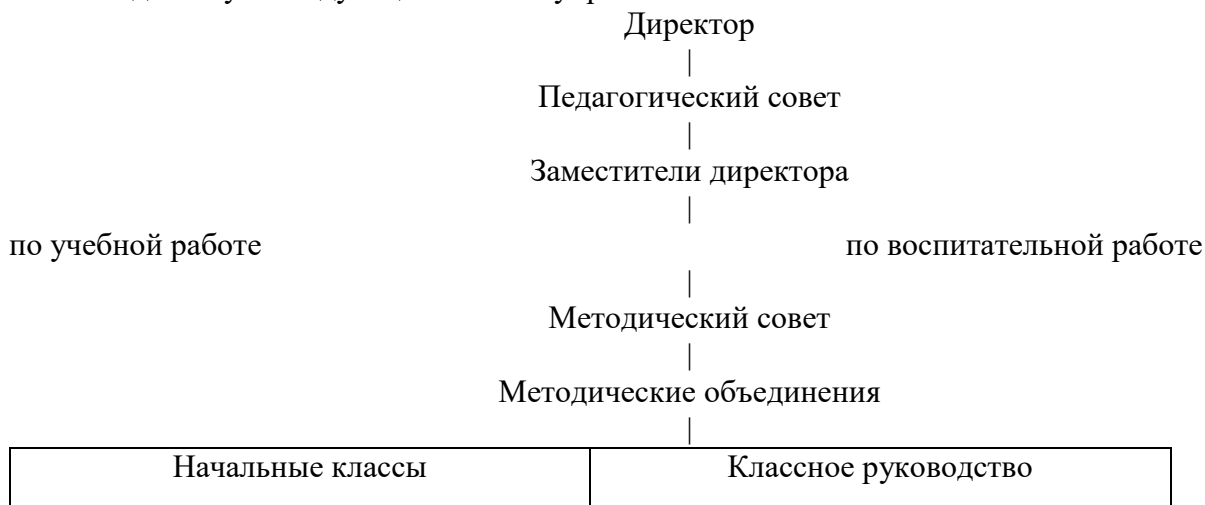 Директор
|
Педагогический совет
|
Заместители директора
|
по учебной работе по воспитательной работе
|
Методический совет
|
Методические объединения
|
Начальные классы Классное руководство